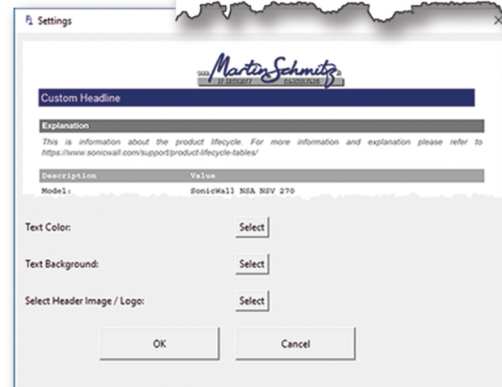 Settings
Martin Schmitz
IT SECURITY CONSULTING
Custom Headline
Explanation
This is information about the product lifecycle. For more information and explanation please refer to
https://www.sonicwall.com/support/product-lifecycle-tables/
Description Value
Model: SonicWall NSA NSV 270
Text Color: Select
Text Background: Select
Select Header Image / Logo: Select
OK Cancel